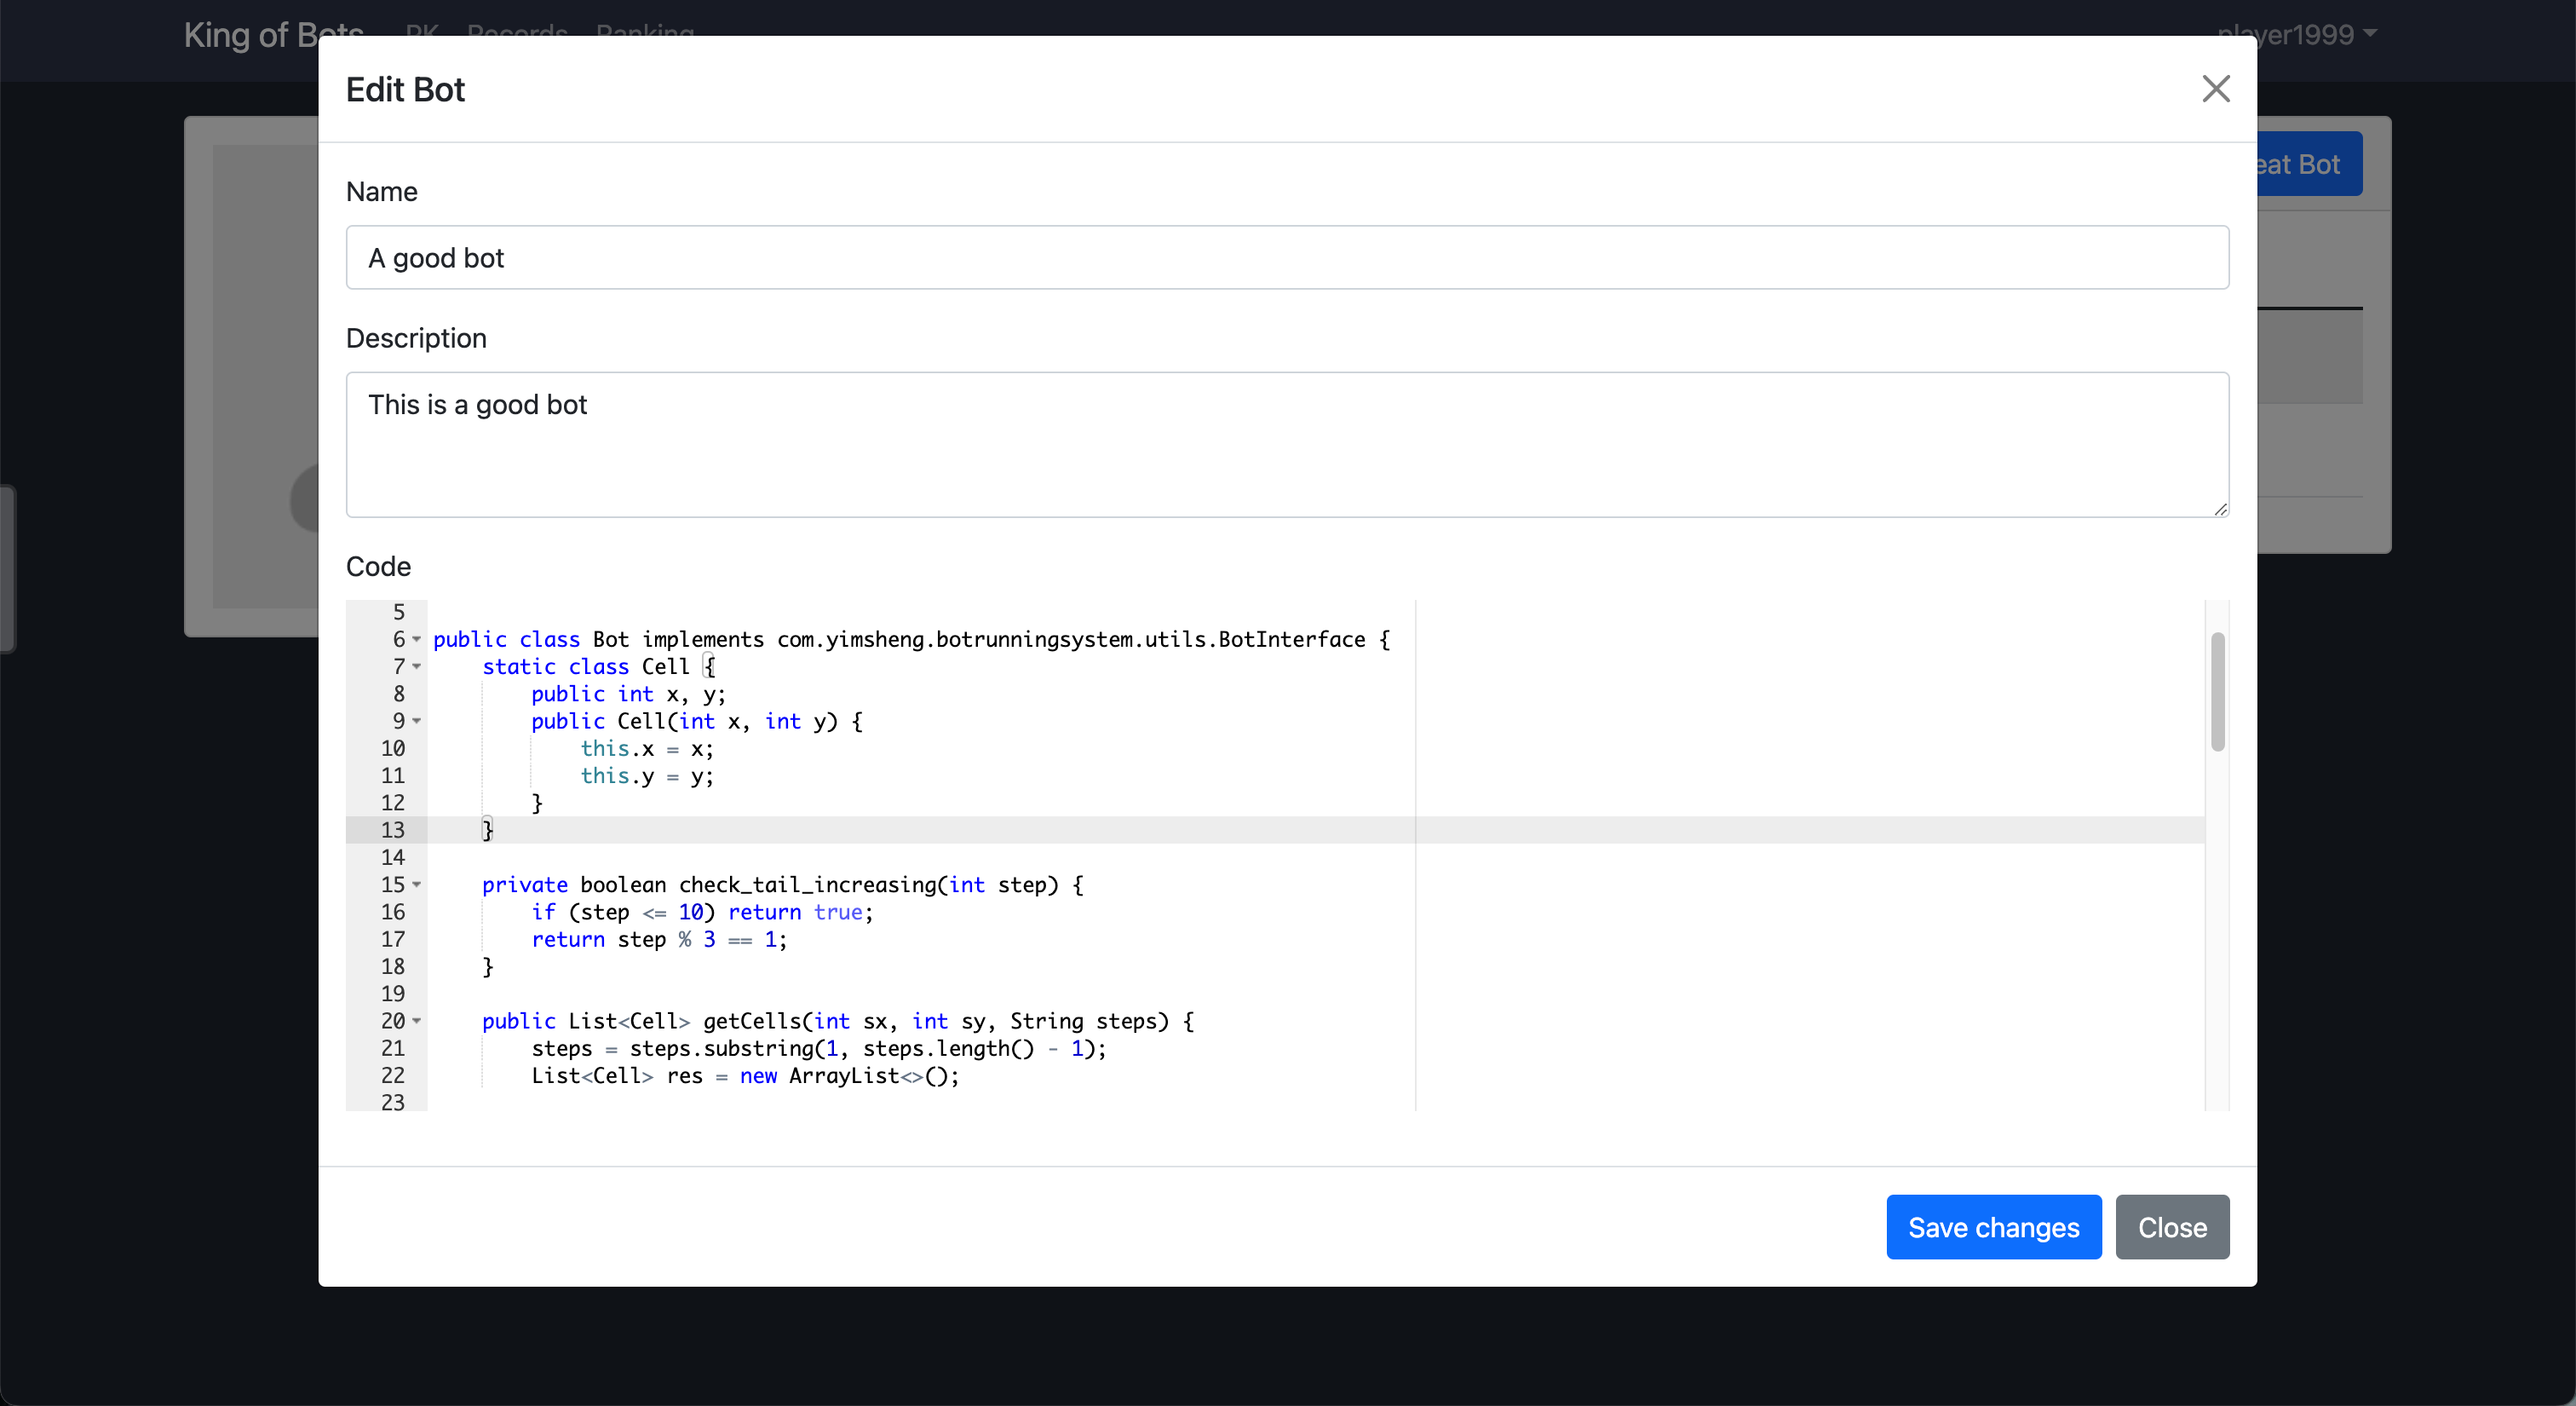 King of Bots PK Records Ranking player1999
Edit Bot
eat Bot
Name
A good bot
Description
This is a good bot
Code
5
6 public class Bot implements com.yimsheng.botrunningsystem.utils.BotInterface {
7     static class Cell {
8         public int x, y;
9         public Cell(int x, int y) {
10             this.x = x;
11             this.y = y;
12         }
13     }
14
15     private boolean check_tail_increasing(int step) {
16         if (step <= 10) return true;
17         return step % 3 == 1;
18     }
19
20     public List<Cell> getCells(int sx, int sy, String steps) {
21         steps = steps.substring(1, steps.length() - 1);
22         List<Cell> res = new ArrayList<>();
23
Save changes Close